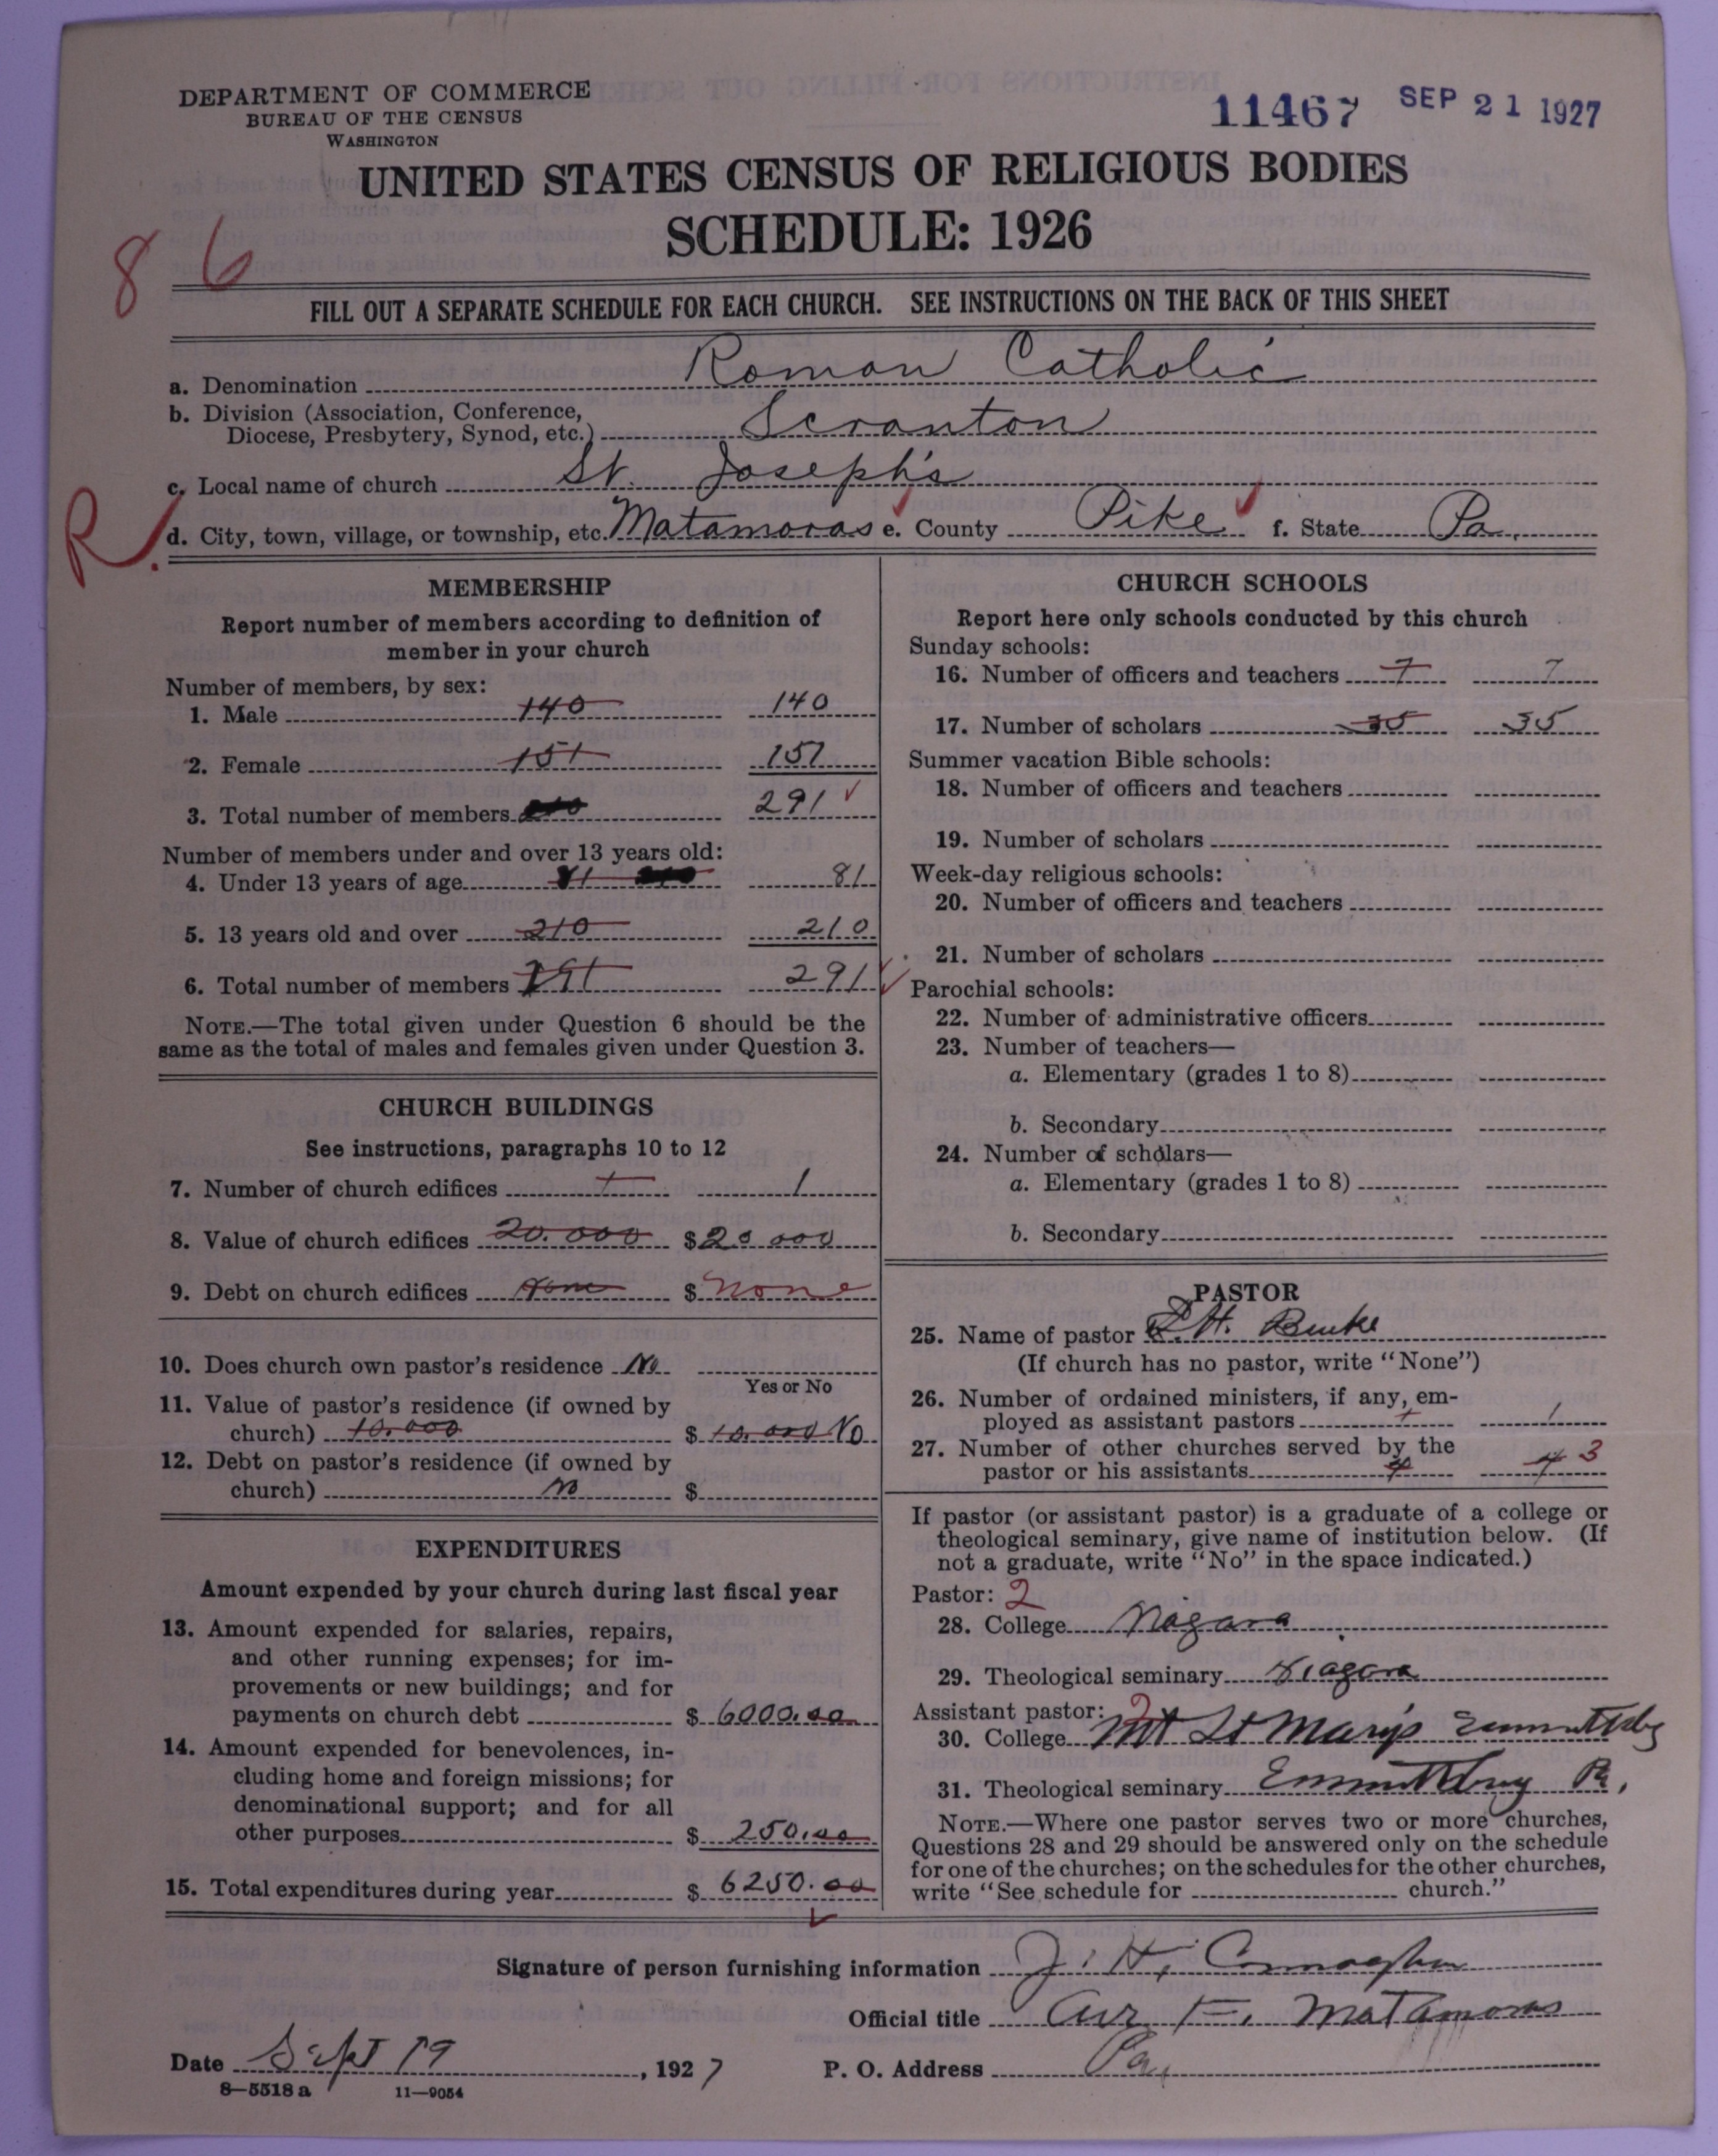 DEPARTMENT OF COMMERCE
BUREAU OF THE CENSUS
WASHINGTON
11467 SEP 21 1927
UNITED STATES CENSUS OF RELIGIOUS BODIES
SCHEDULE: 1926
86
FILL OUT A SEPARATE SCHEDULE FOR EACH CHURCH. SEE INSTRUCTIONS ON THE BACK OF THIS SHEET
a. Denomination Roman Catholic
b. Division (Association, Conference,
Diocese, Presbytery, Synod, etc.) Scranton
c. Local name of church St. Joseph's
R.
d. City, town, village, or township, etc. Matamoras e. County Pike f. State Pa.
MEMBERSHIP
Report number of members according to definition of
member in your church
Number of members, by sex:
1. Male 140 140
2. Female 151 151
3. Total number of members 291
Number of members under and over 13 years old:
4. Under 13 years of age 81 81
5. 13 years old and over 210 210
6. Total number of members 291 291
NOTE.—The total given under Question 6 should be the
same as the total of males and females given under Question 3.
CHURCH BUILDINGS
See instructions, paragraphs 10 to 12
7. Number of church edifices 1 1
8. Value of church edifices 20.000 $ 20 000
9. Debt on church edifices None $ None
10. Does church own pastor's residence No
Yes or No
11. Value of pastor's residence (if owned by
church) 10.000 $ 10.000 No
12. Debt on pastor's residence (if owned by
church) No $
EXPENDITURES
Amount expended by your church during last fiscal year
13. Amount expended for salaries, repairs,
and other running expenses; for im-
provements or new buildings; and for
payments on church debt $ 6000.00
14. Amount expended for benevolences, in-
cluding home and foreign missions; for
denominational support; and for all
other purposes $ 250.00
15. Total expenditures during year $ 6250.00
CHURCH SCHOOLS
Report here only schools conducted by this church
Sunday schools:
16. Number of officers and teachers 7 7
17. Number of scholars 35 35
Summer vacation Bible schools:
18. Number of officers and teachers
19. Number of scholars
Week-day religious schools:
20. Number of officers and teachers
21. Number of scholars
Parochial schools:
22. Number of administrative officers
23. Number of teachers—
a. Elementary (grades 1 to 8)
b. Secondary
24. Number of scholars—
a. Elementary (grades 1 to 8)
b. Secondary
PASTOR
25. Name of pastor H. Burke
(If church has no pastor, write "None")
26. Number of ordained ministers, if any, em-
ployed as assistant pastors 1 1
27. Number of other churches served by the
pastor or his assistants 4 4 3
If pastor (or assistant pastor) is a graduate of a college or
theological seminary, give name of institution below. (If
not a graduate, write "No" in the space indicated.)
Pastor: 2
28. College Niagara
29. Theological seminary Niagara
Assistant pastor: 2
30. College Mt St Mary's
31. Theological seminary Emmittsburg
NOTE.—Where one pastor serves two or more churches,
Questions 28 and 29 should be answered only on the schedule
for one of the churches; on the schedules for the other churches,
write "See schedule for church."
Signature of person furnishing information J. H.
Official title Matamoras
Date Sept 19, 1927 P. O. Address Pa.
8—5518 a 11—9054